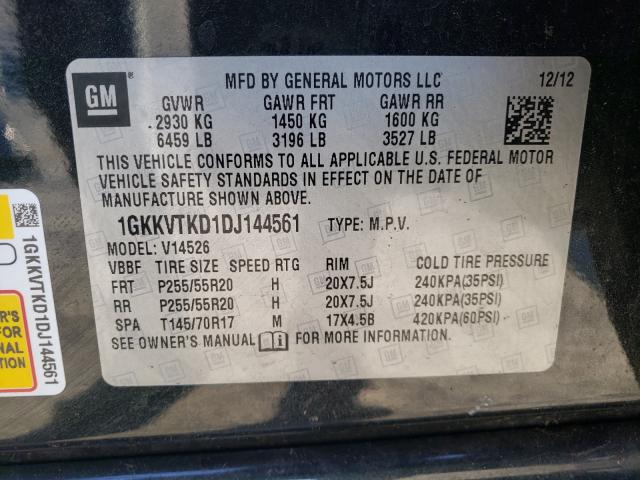 GM
®
MFD BY GENERAL MOTORS LLC 12/12
GVWR GAWR FRT GAWR RR
2930 KG 1450 KG 1600 KG
6459 LB 3196 LB 3527 LB
THIS VEHICLE CONFORMS TO ALL APPLICABLE U.S. FEDERAL MOTOR
VEHICLE SAFETY STANDARDS IN EFFECT ON THE DATE OF
MANUFACTURE SHOWN ABOVE.
1GKKVTKD1DJ144561 TYPE: M.P.V.
MODEL: V14526
VBBF TIRE SIZE SPEED RTG RIM COLD TIRE PRESSURE
FRT P255/55R20 H 20X7.5J 240KPA(35PSI)
RR P255/55R20 H 20X7.5J 240KPA(35PSI)
SPA T145/70R17 M 17X4.5B 420KPA(60PSI)
SEE OWNER'S MANUAL i FOR MORE INFORMATION.
1GKKVTKD1DJ144561
FOR